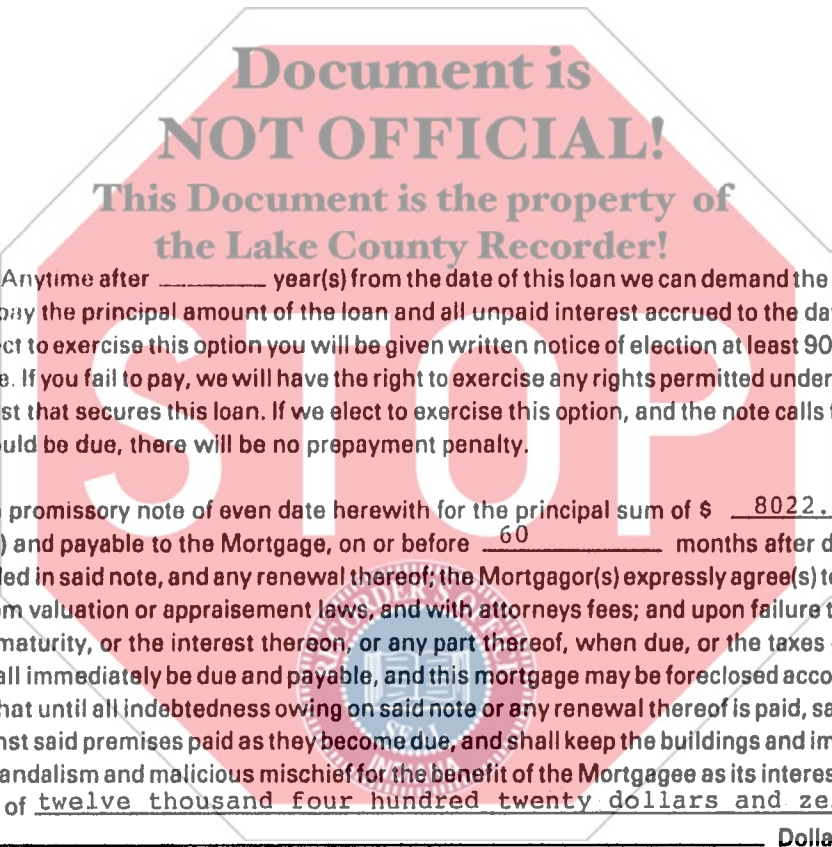 Document is
NOT OFFICIAL!
This Document is the property of
the Lake County Recorder!
Anytime after ________ year(s) from the date of this loan we can demand the
pay the principal amount of the loan and all unpaid interest accrued to the da
ct to exercise this option you will be given written notice of election at least 90
e. If you fail to pay, we will have the right to exercise any rights permitted under
st that secures this loan. If we elect to exercise this option, and the note calls
uld be due, there will be no prepayment penalty.
STOP
promissory note of even date herewith for the principal sum of $ 8022.
) and payable to the Mortgage, on or before 60 months after d
led in said note, and any renewal thereof; the Mortgagor(s) expressly agree(s) to
om valuation or appraisement laws, and with attorneys fees; and upon failure t
maturity, or the interest thereon, or any part thereof, when due, or the taxes
all immediately be due and payable, and this mortgage may be foreclosed acco
hat until all indebtedness owing on said note or any renewal thereof is paid, sa
nst said premises paid as they become due, and shall keep the buildings and im
andalism and malicious mischief for the benefit of the Mortgagee as its interes
of twelve thousand four hundred twenty dollars and ze
Dolla
RECORDER'S OFFICE
SEAL
INDIANA